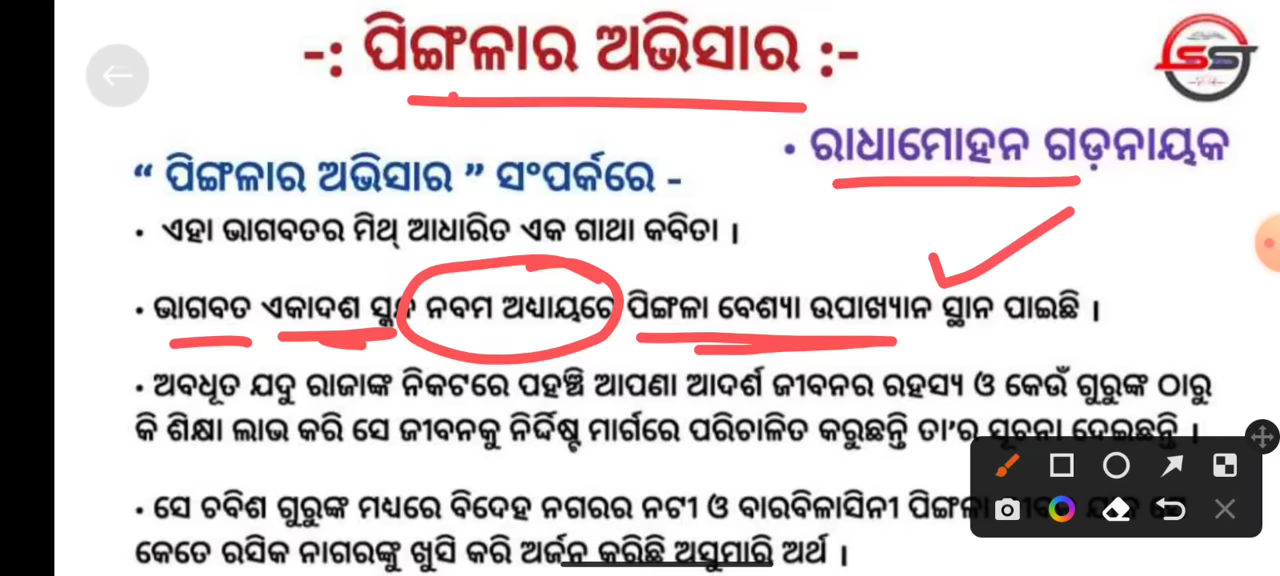 -: ପିଙ୍ଗଳାର ଅଭିସାର :-
SS
• ରାଧାମୋହନ ଗଡ଼ନାୟକ
“ ପିଙ୍ଗଳାର ଅଭିସାର ” ସଂପର୍କରେ -
• ଏହା ଭାଗବତର ମିଥ୍ ଆଧାରିତ ଏକ ଗାଥା କବିତା ।
• ଭାଗବତ ଏକାଦଶ ସ୍କନ୍ଧ ନବମ ଅଧ୍ୟାୟରେ ପିଙ୍ଗଳା ବେଶ୍ୟା ଉପାଖ୍ୟାନ ସ୍ଥାନ ପାଇଛି ।
• ଅବଧୂତ ଯଦୁ ରାଜାଙ୍କ ନିକଟରେ ପହଞ୍ଚି ଆପଣା ଆଦର୍ଶ ଜୀବନର ରହସ୍ୟ ଓ କେଉଁ ଗୁରୁଙ୍କ ଠାରୁ
କି ଶିକ୍ଷା ଲାଭ କରି ସେ ଜୀବନକୁ ନିର୍ଦ୍ଦିଷ୍ଟ ମାର୍ଗରେ ପରିଚାଳିତ କରୁଛନ୍ତି ତା’ର ସୂଚନା ଦେଇଛନ୍ତି ।
• ସେ ଚବିଶ ଗୁରୁଙ୍କ ମଧ୍ୟରେ ବିଦେହ ନଗରର ନଟୀ ଓ ବାରବିଳାସିନୀ ପିଙ୍ଗଳା
କେତେ ରସିକ ନାଗରଙ୍କୁ ଖୁସି କରି ଅର୍ଜନ କରିଛି ଅସୁମାରି ଅର୍ଥ ।